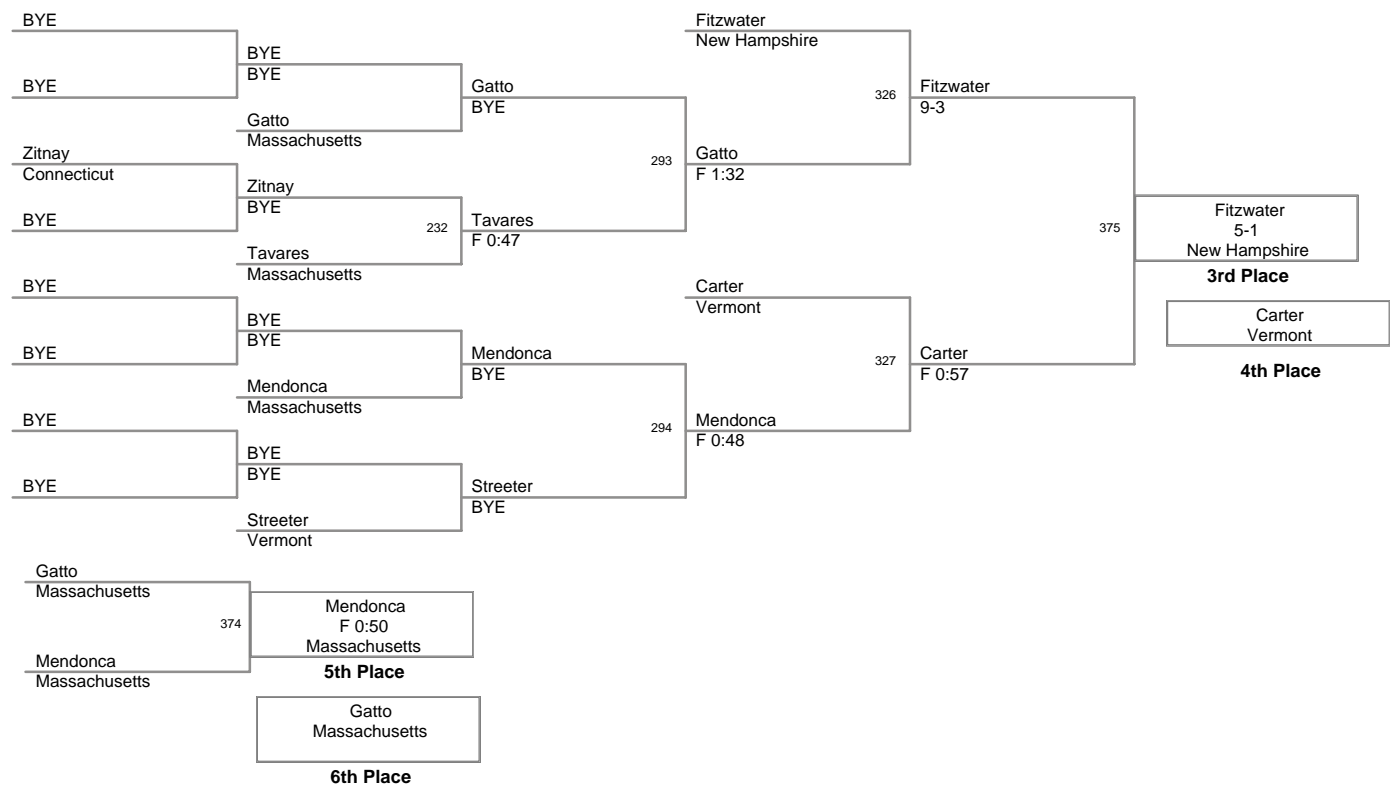 BYE
BYE
BYE
BYE
Gatto
Massachusetts
Gatto
BYE
Zitnay
Connecticut
BYE
Zitnay
BYE
Tavares
Massachusetts
232
Tavares
F 0:47
293
Gatto
F 1:32
Fitzwater
New Hampshire
326
Fitzwater
9-3
BYE
BYE
BYE
BYE
Mendonca
Massachusetts
Mendonca
BYE
BYE
BYE
BYE
BYE
Streeter
Vermont
Streeter
BYE
294
Mendonca
F 0:48
Carter
Vermont
327
Carter
F 0:57
375
Fitzwater
5-1
New Hampshire
3rd Place
Carter
Vermont
4th Place
Gatto
Massachusetts
Mendonca
Massachusetts
374
Mendonca
F 0:50
Massachusetts
5th Place
Gatto
Massachusetts
6th Place